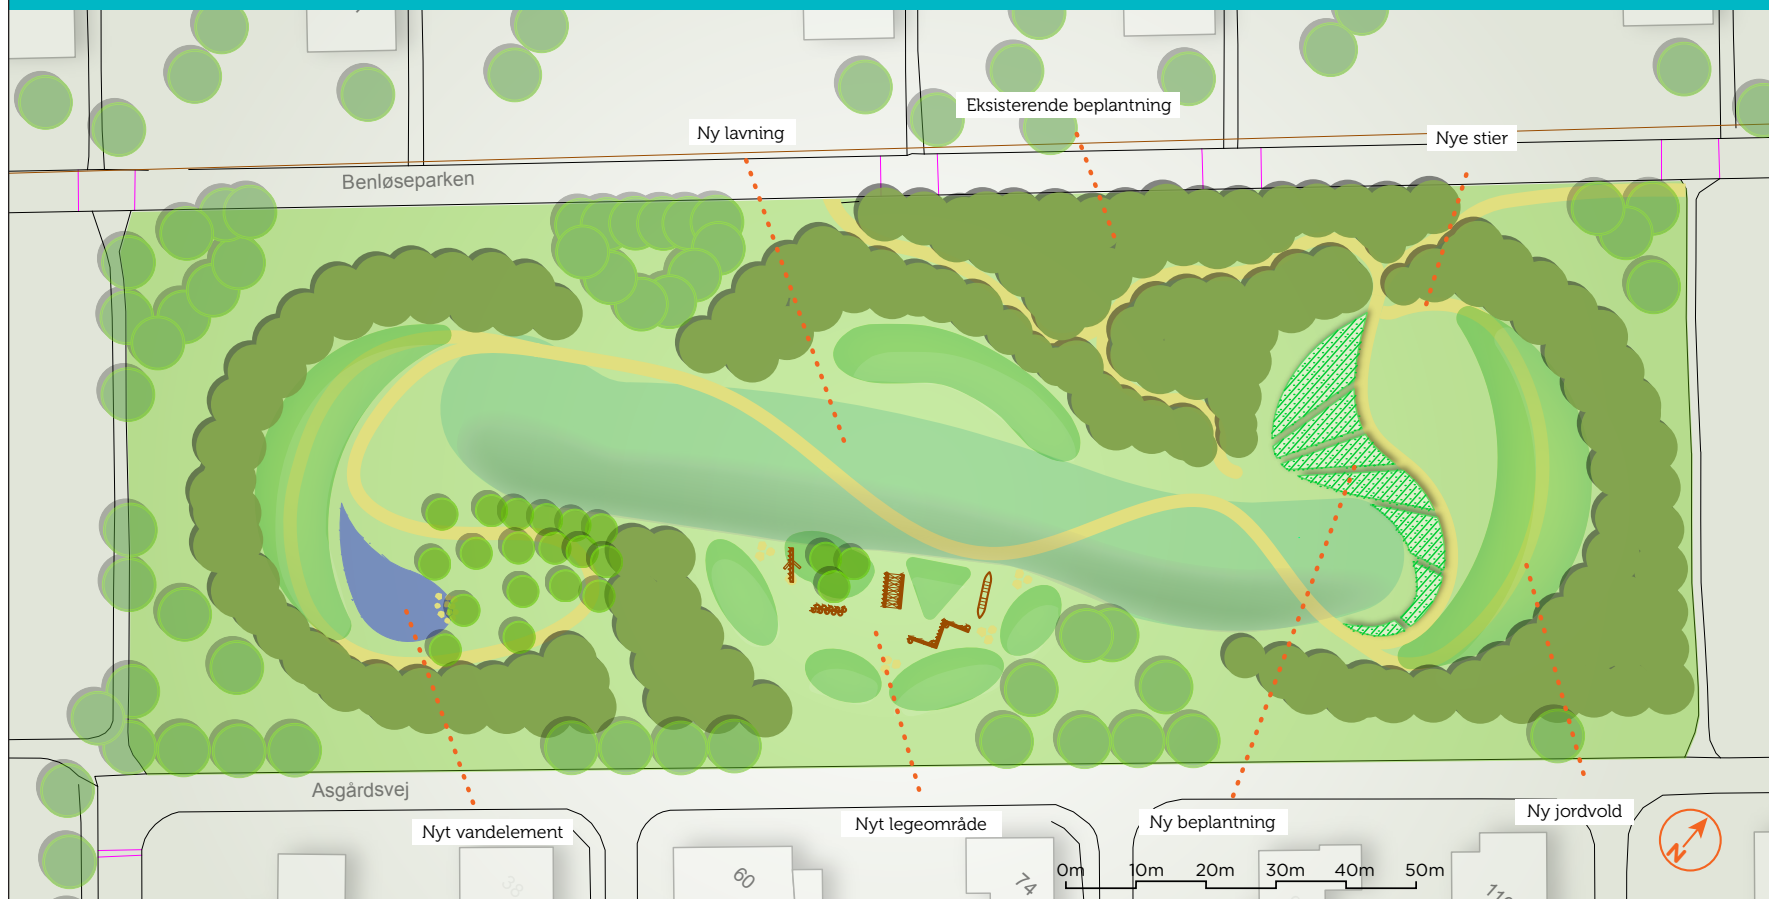 Eksisterende beplantning
Ny lavning
Nye stier
Benløseparken
Asgårdsvej
Nyt vandelement
Nyt legeområde
Ny beplantning
Ny jordvold
0m 10m 20m 30m 40m 50m
N
38
60
74